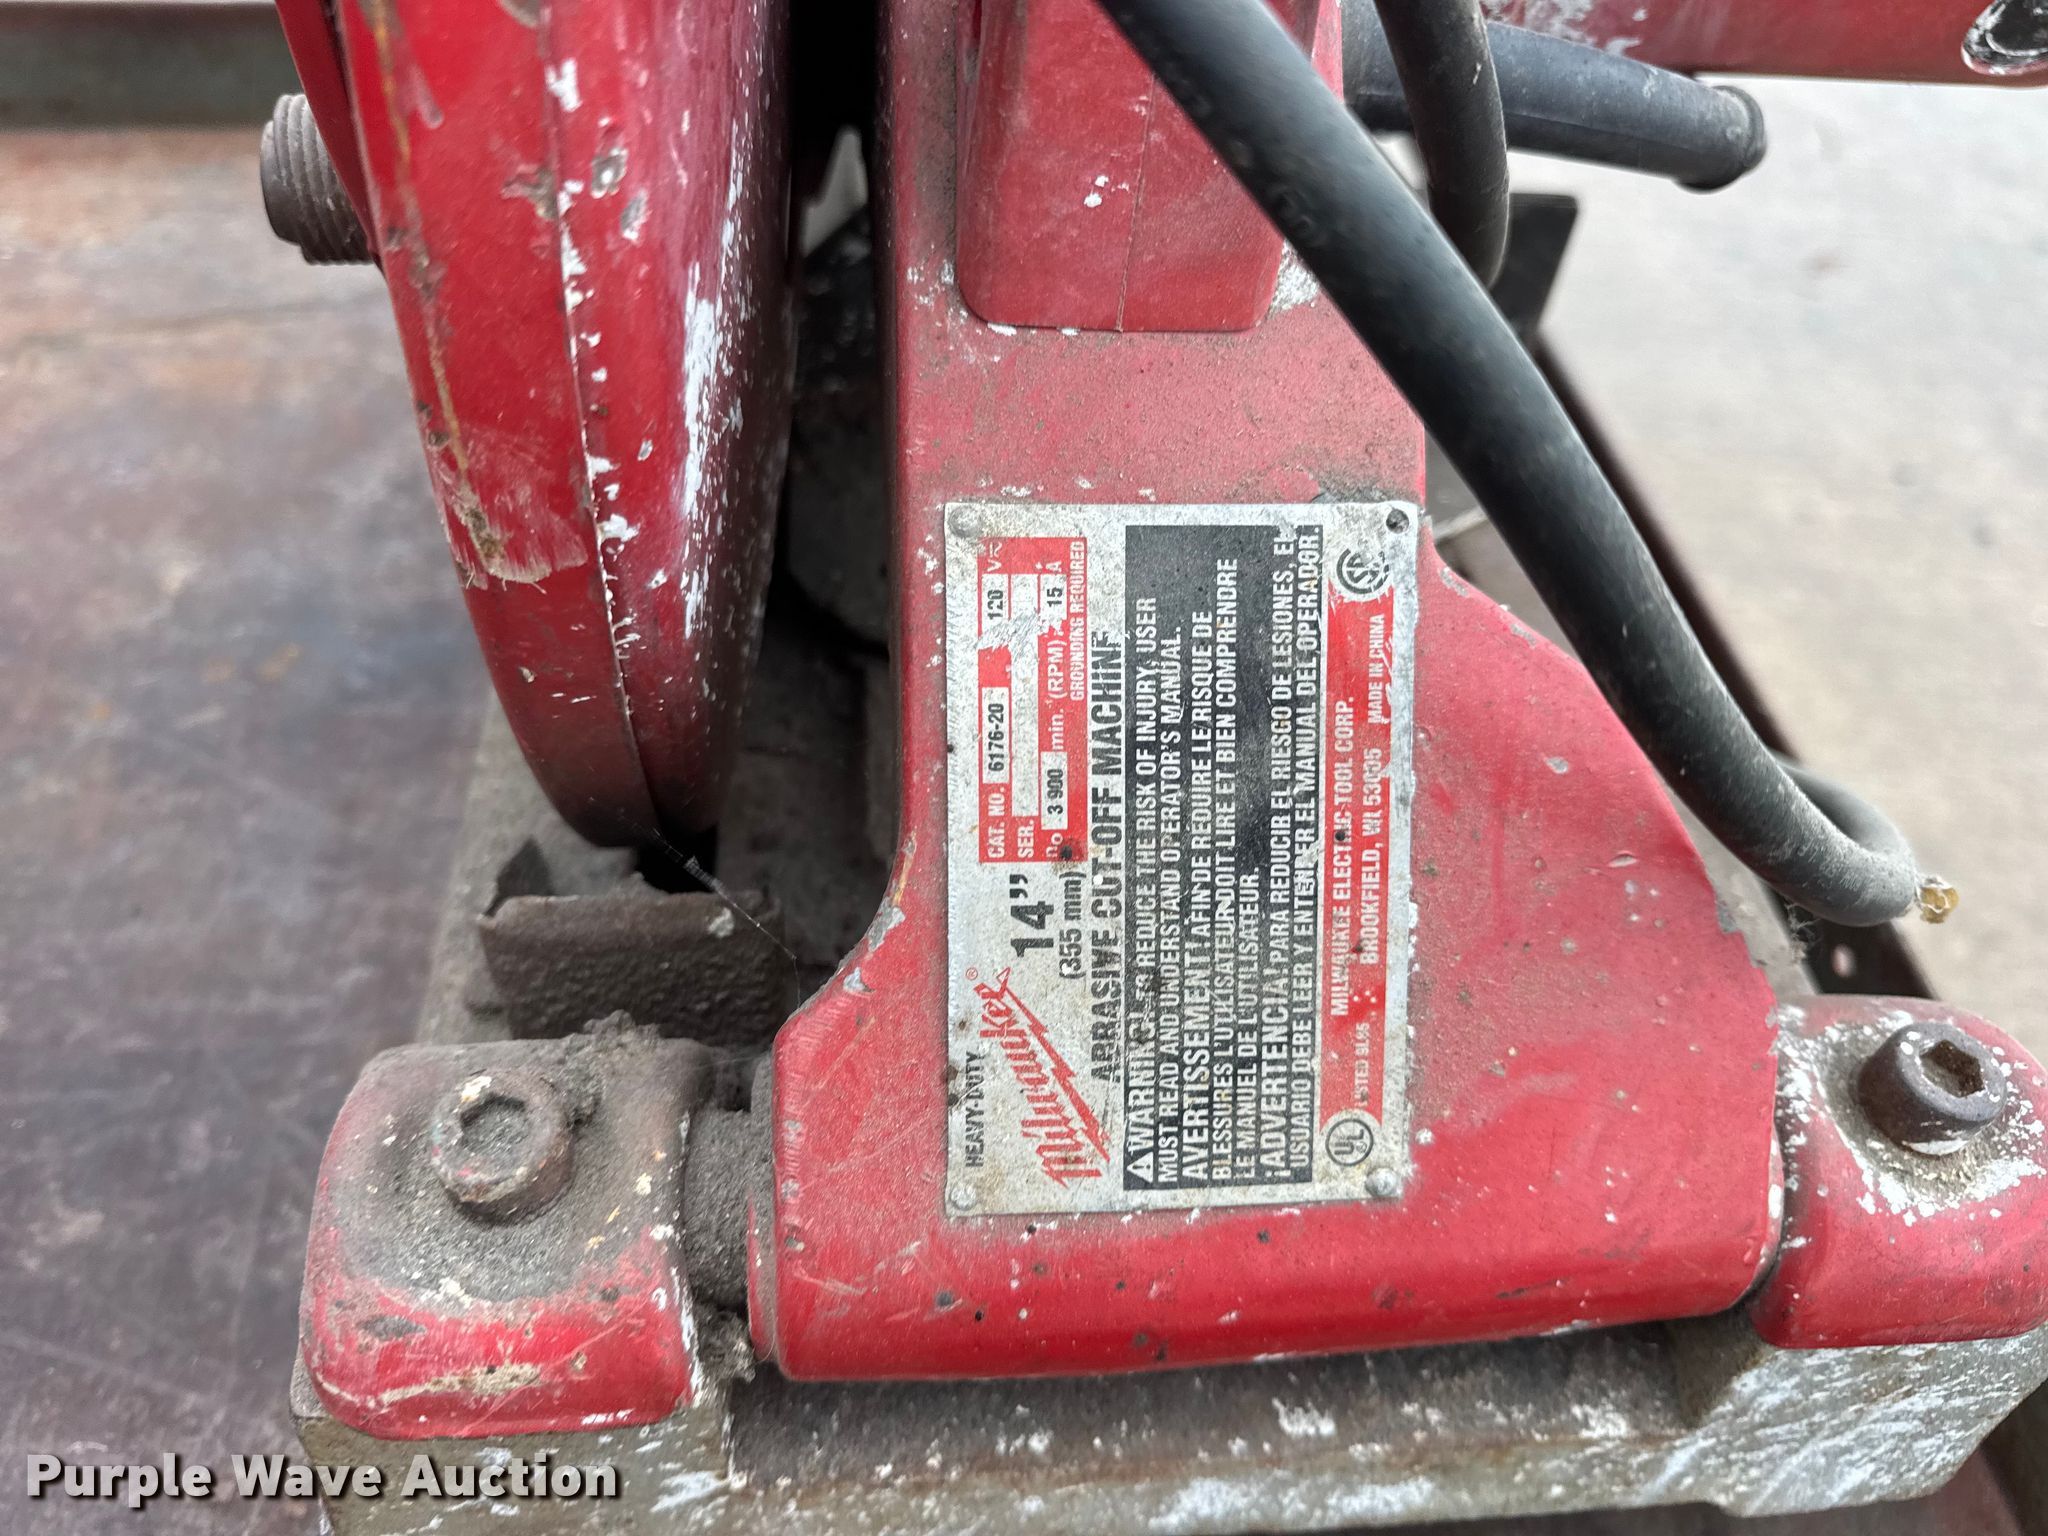 HEAVY-DUTY
Milwaukee®
14"
(355 mm)
CAT. NO. 6176-20 120 V
SER.
no 3 900 min. (RPM) 15 A
GROUNDING REQUIRED
ABRASIVE CUT-OFF MACHINE
WARNING REDUCE THE RISK OF INJURY, USER
MUST READ AND UNDERSTAND OPERATOR'S MANUAL.
AVERTISSEMENT AFIN DE REDUIRE LE RISQUE DE
BLESSURES L'UTILISATEUR DOIT LIRE ET BIEN COMPRENDRE
LE MANUEL DE L'UTILISATEUR.
¡ADVERTENCIA! PARA REDUCIR EL RIESGO DE LESIONES, EL
USUARIO DEBE LEER Y ENTENDER EL MANUAL DEL OPERADOR.
MILWAUKEE ELECTRIC TOOL CORP.
LISTED 9L65 BROOKFIELD, WI. 53005 MADE IN CHINA
UL
Purple Wave Auction